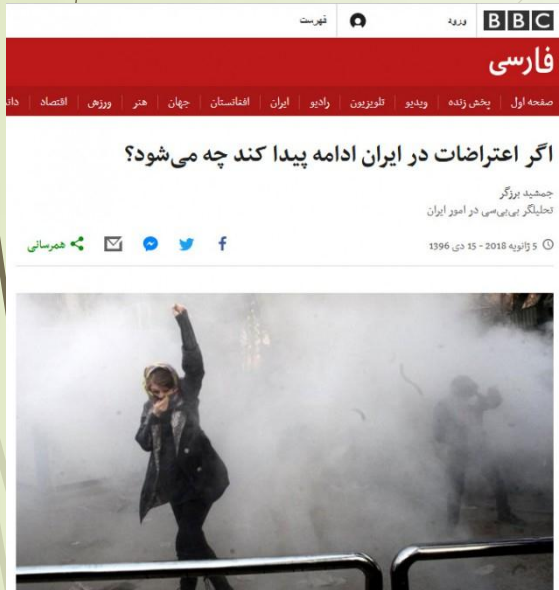 BBC ورود فهرست
فارسی
صفحه اول | پخش زنده | ویدیو | تلویزیون | رادیو | ایران | افغانستان | جهان | هنر | ورزش | اقتصاد | دان
اگر اعتراضات در ایران ادامه پیدا کند چه می‌شود؟
جمشید برزگر
تحلیلگر بی‌بی‌سی در امور ایران
5 ژانویه 2018 - 15 دی 1396
همرسانی